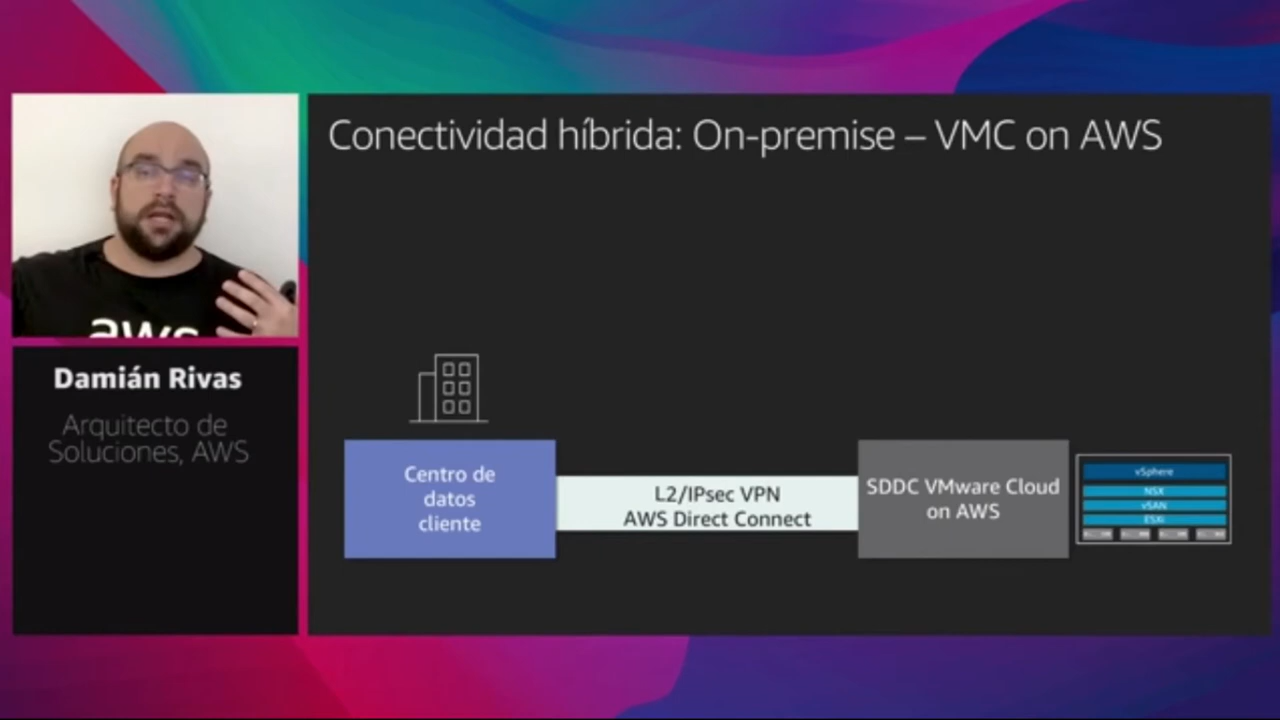 Conectividad híbrida: On-premise – VMC on AWS
aws
Damián Rivas
Arquitecto de
Soluciones, AWS
Centro de
datos
cliente
L2/IPsec VPN
AWS Direct Connect
SDDC VMware Cloud
on AWS
vSphere
NSX
vSAN
ESXi